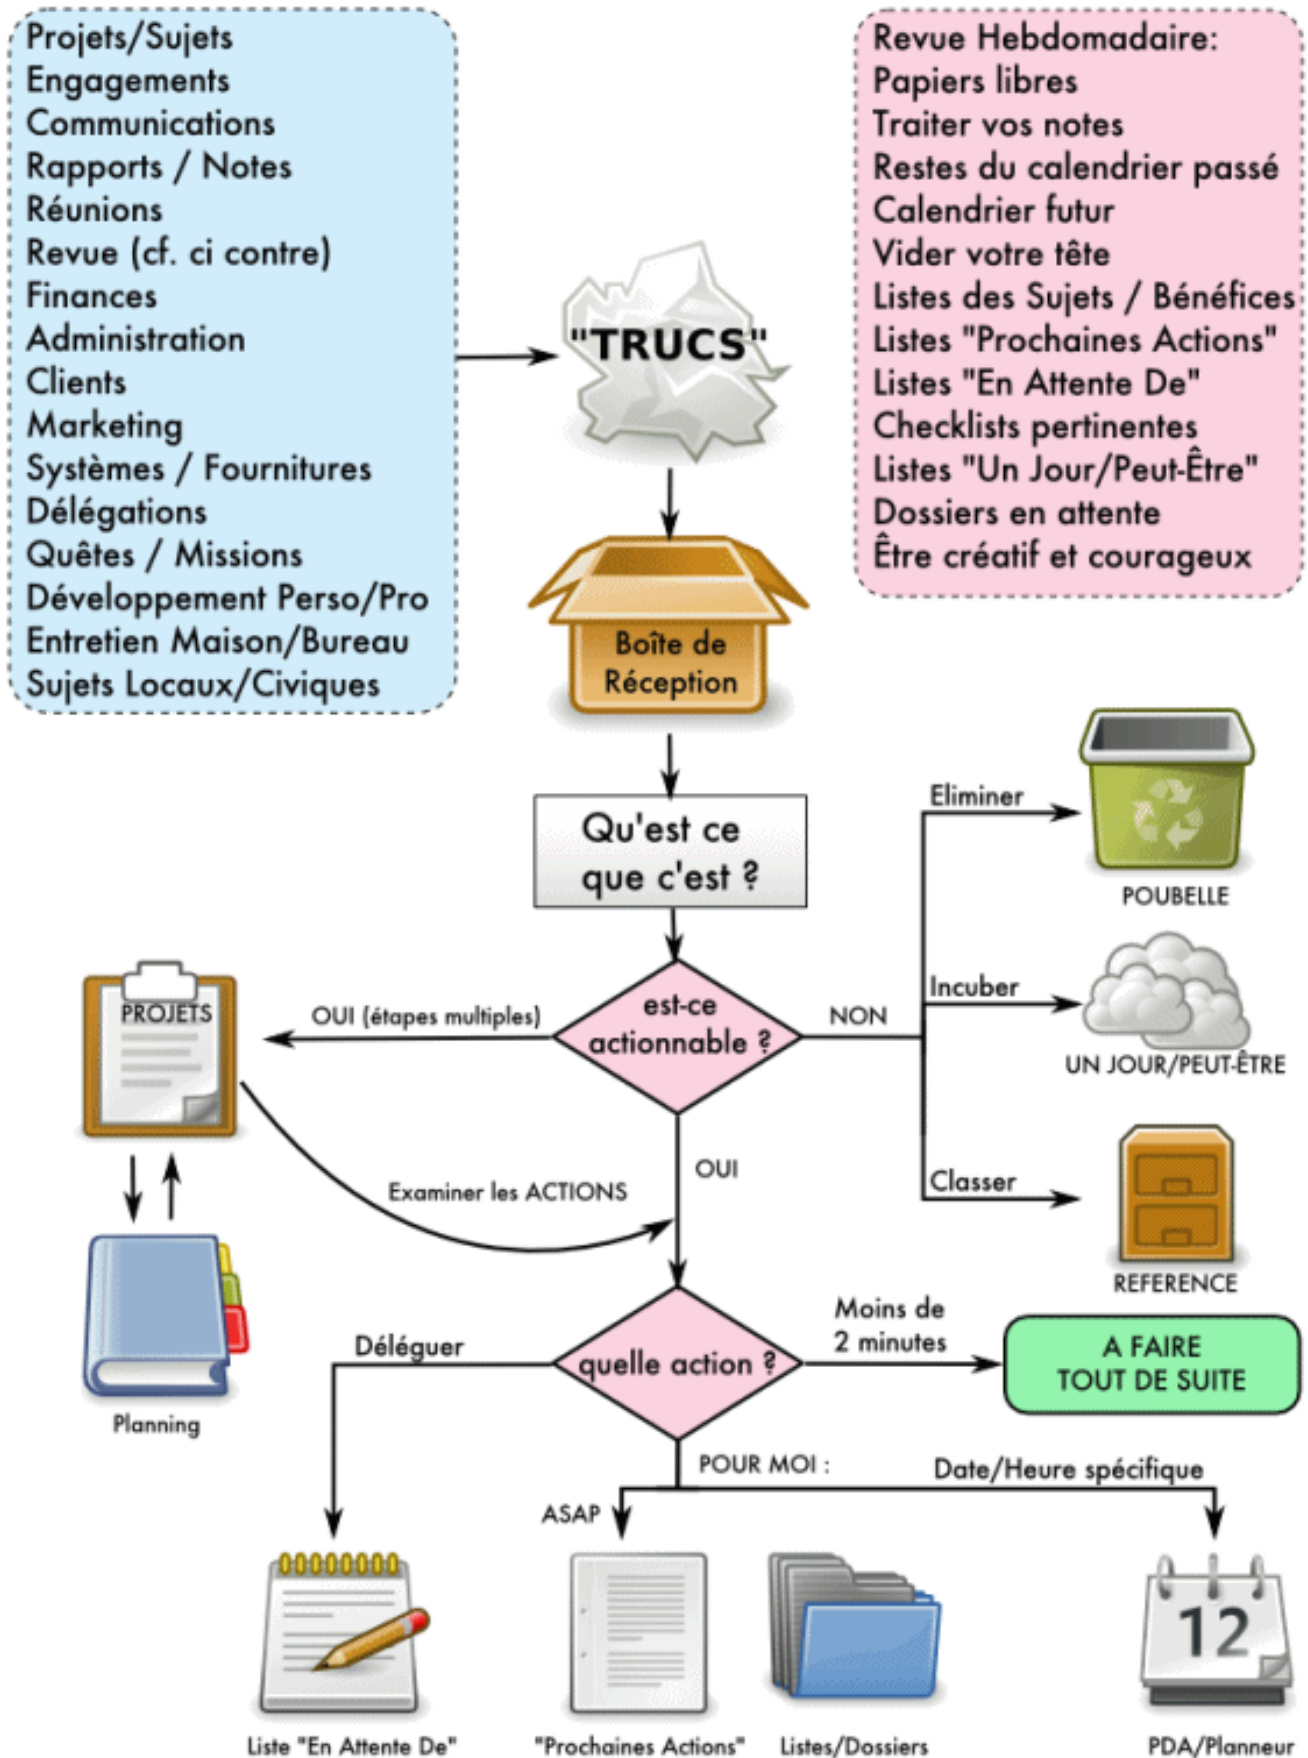 Projets/Sujets
Engagements
Communications
Rapports / Notes
Réunions
Revue (cf. ci contre)
Finances
Administration
Clients
Marketing
Systèmes / Fournitures
Délégations
Quêtes / Missions
Développement Perso/Pro
Entretien Maison/Bureau
Sujets Locaux/Civiques
Revue Hebdomadaire:
Papiers libres
Traiter vos notes
Restes du calendrier passé
Calendrier futur
Vider votre tête
Listes des Sujets / Bénéfices
Listes "Prochaines Actions"
Listes "En Attente De"
Checklists pertinentes
Listes "Un Jour/Peut-Être"
Dossiers en attente
Être créatif et courageux
"TRUCS"
Boîte de
Réception
Qu'est ce
que c'est ?
Eliminer
POUBELLE
Incuber
UN JOUR/PEUT-ÊTRE
Classer
REFERENCE
est-ce
actionnable ?
NON
OUI (étapes multiples)
PROJETS
OUI
Examiner les ACTIONS
Planning
quelle action ?
Déléguer
Moins de
2 minutes
A FAIRE
TOUT DE SUITE
POUR MOI :
Date/Heure spécifique
ASAP
12
Liste "En Attente De"
"Prochaines Actions"
Listes/Dossiers
PDA/Planneur